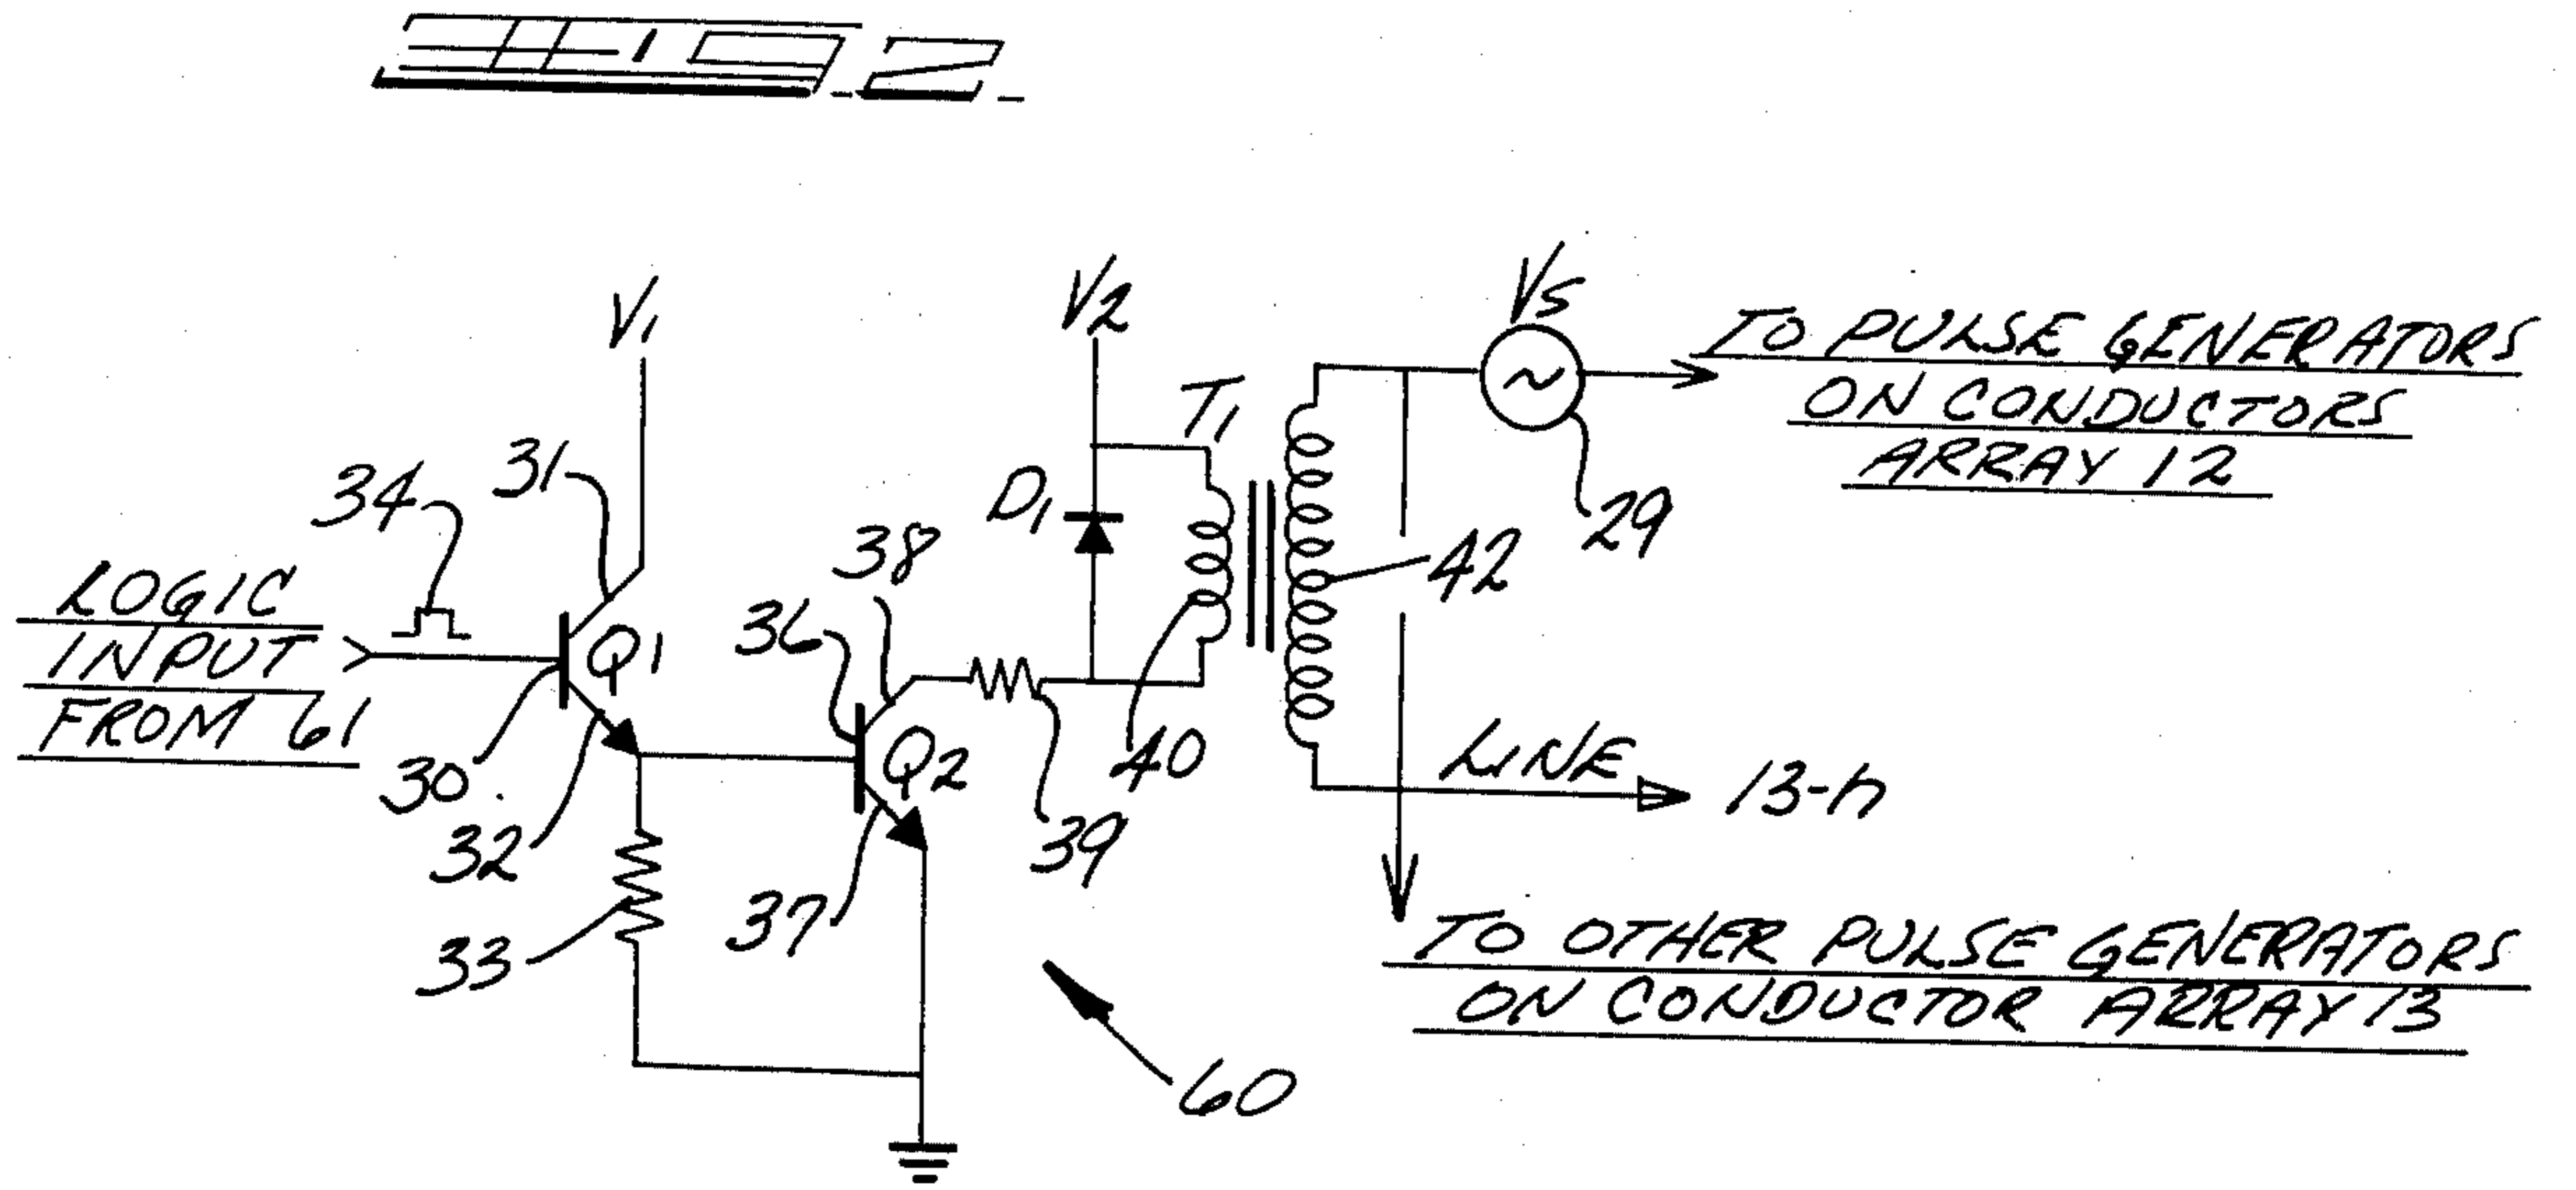 FIG_2_
V1
V2
VS
TO PULSE GENERATORS
ON CONDUCTORS
ARRAY 12
T1
31
34
D1
29
38
42
LOGIC
INPUT
FROM 61
36
Q1
30
32
Q2
40
39
LINE
13-n
33
37
TO OTHER PULSE GENERATORS
ON CONDUCTOR ARRAY 13
60